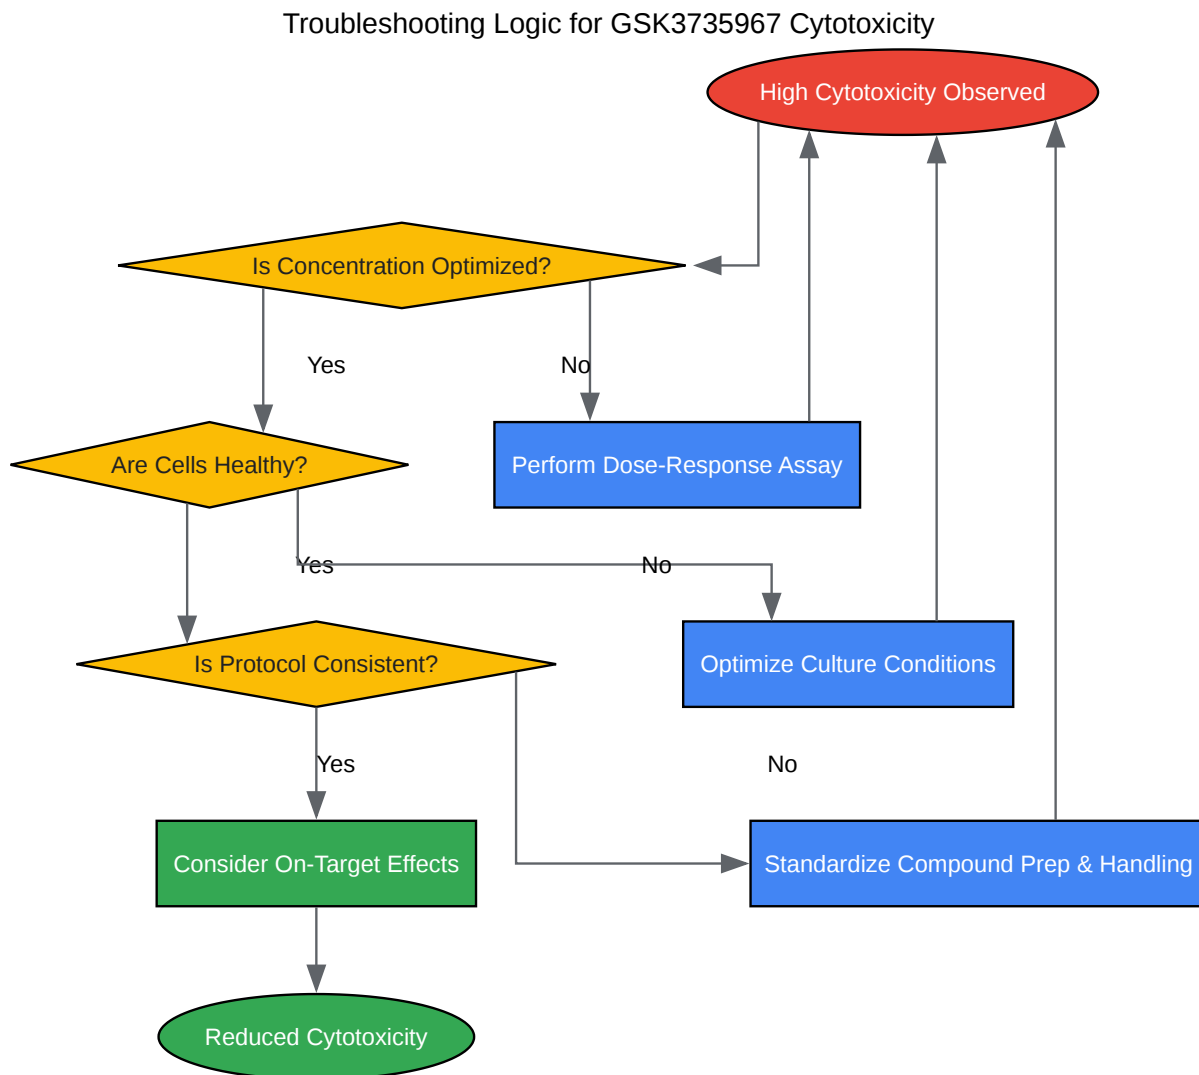 Troubleshooting Logic for GSK3735967 Cytotoxicity
High Cytotoxicity Observed
Is Concentration Optimized?
Yes
No
Are Cells Healthy?
Perform Dose-Response Assay
Yes
No
Is Protocol Consistent?
Optimize Culture Conditions
Yes
No
Consider On-Target Effects
Standardize Compound Prep & Handling
Reduced Cytotoxicity